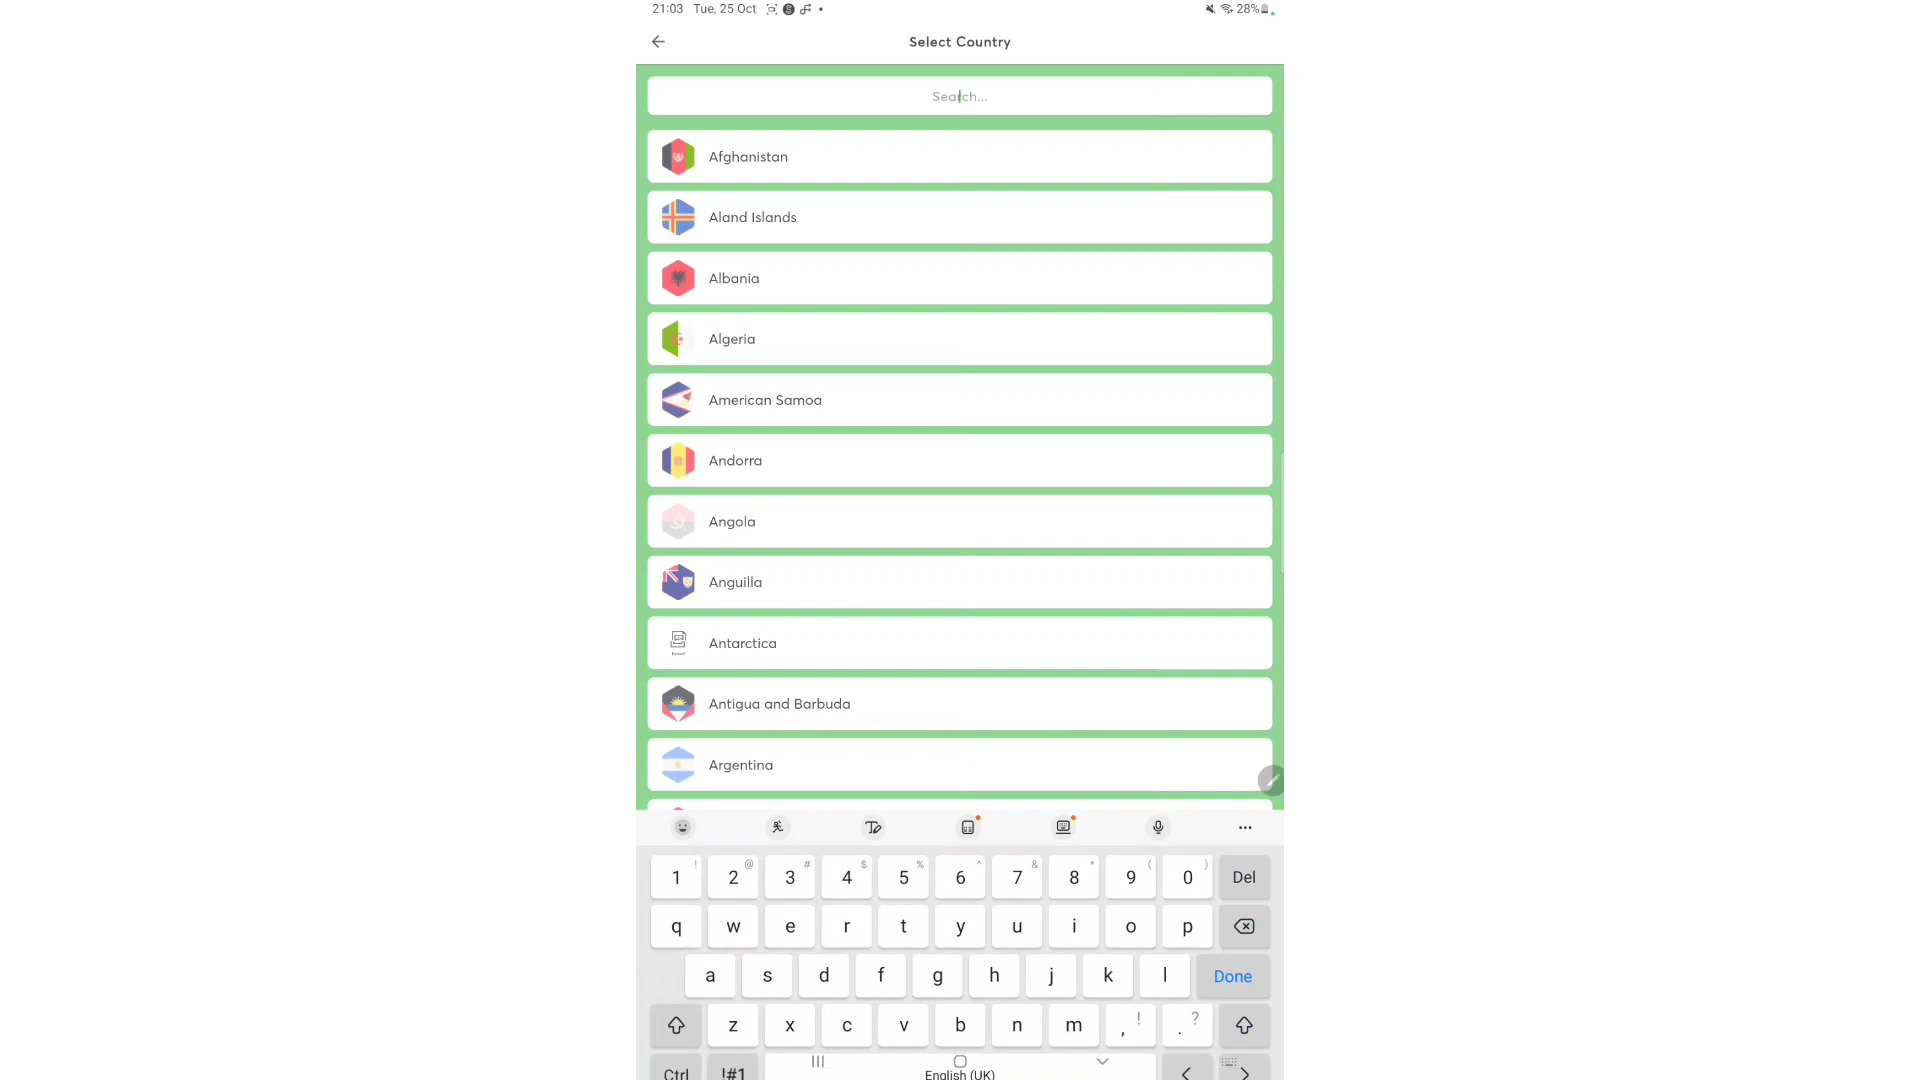 21:03 Tue, 25 Oct 28%
Select Country
Search...
Afghanistan
Aland Islands
Albania
Algeria
American Samoa
Andorra
Angola
Anguilla
Antarctica
Antigua and Barbuda
Argentina
! @ # $ % ^ & * ( )
1 2 3 4 5 6 7 8 9 0 Del
q w e r t y u i o p
a s d f g h j k l Done
z x c v b n m , ! . ?
Ctrl !#1 English (UK)